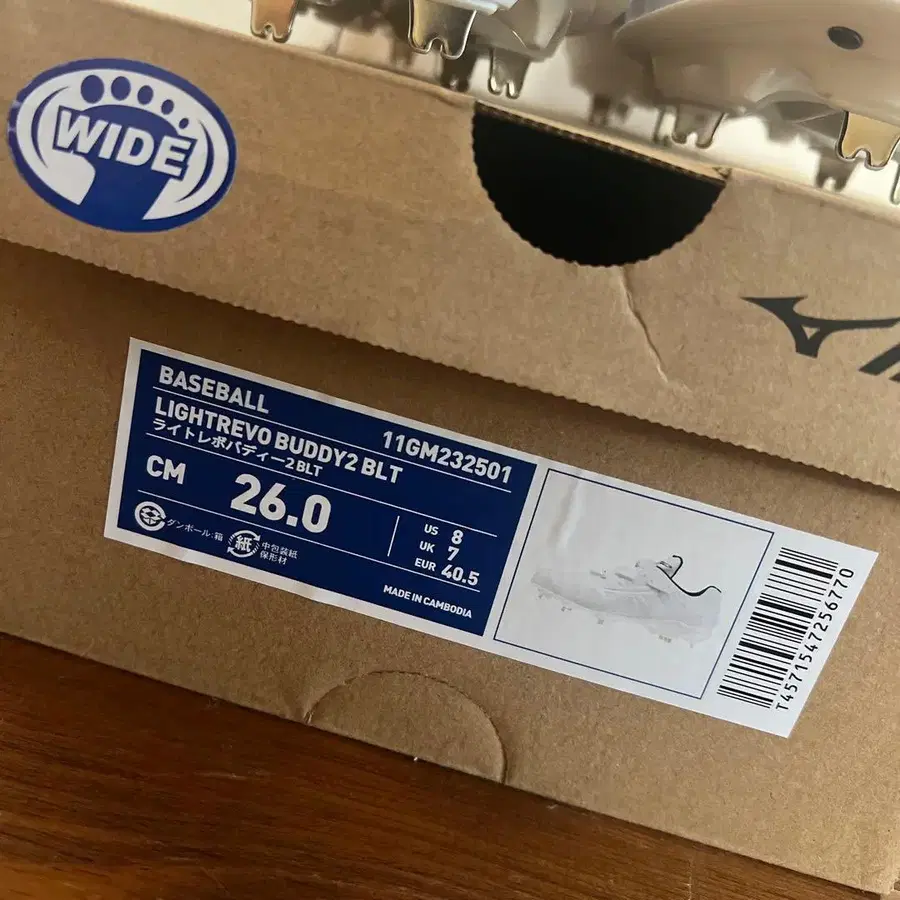 WIDE
BASEBALL
LIGHTREVO BUDDY2 BLT
ライトレボバディー2 BLT
11GM232501
CM
26.0
US 8
UK 7
EUR 40.5
ダンボール:箱
紙
中包装紙
保形材
MADE IN CAMBODIA
T4571547256770